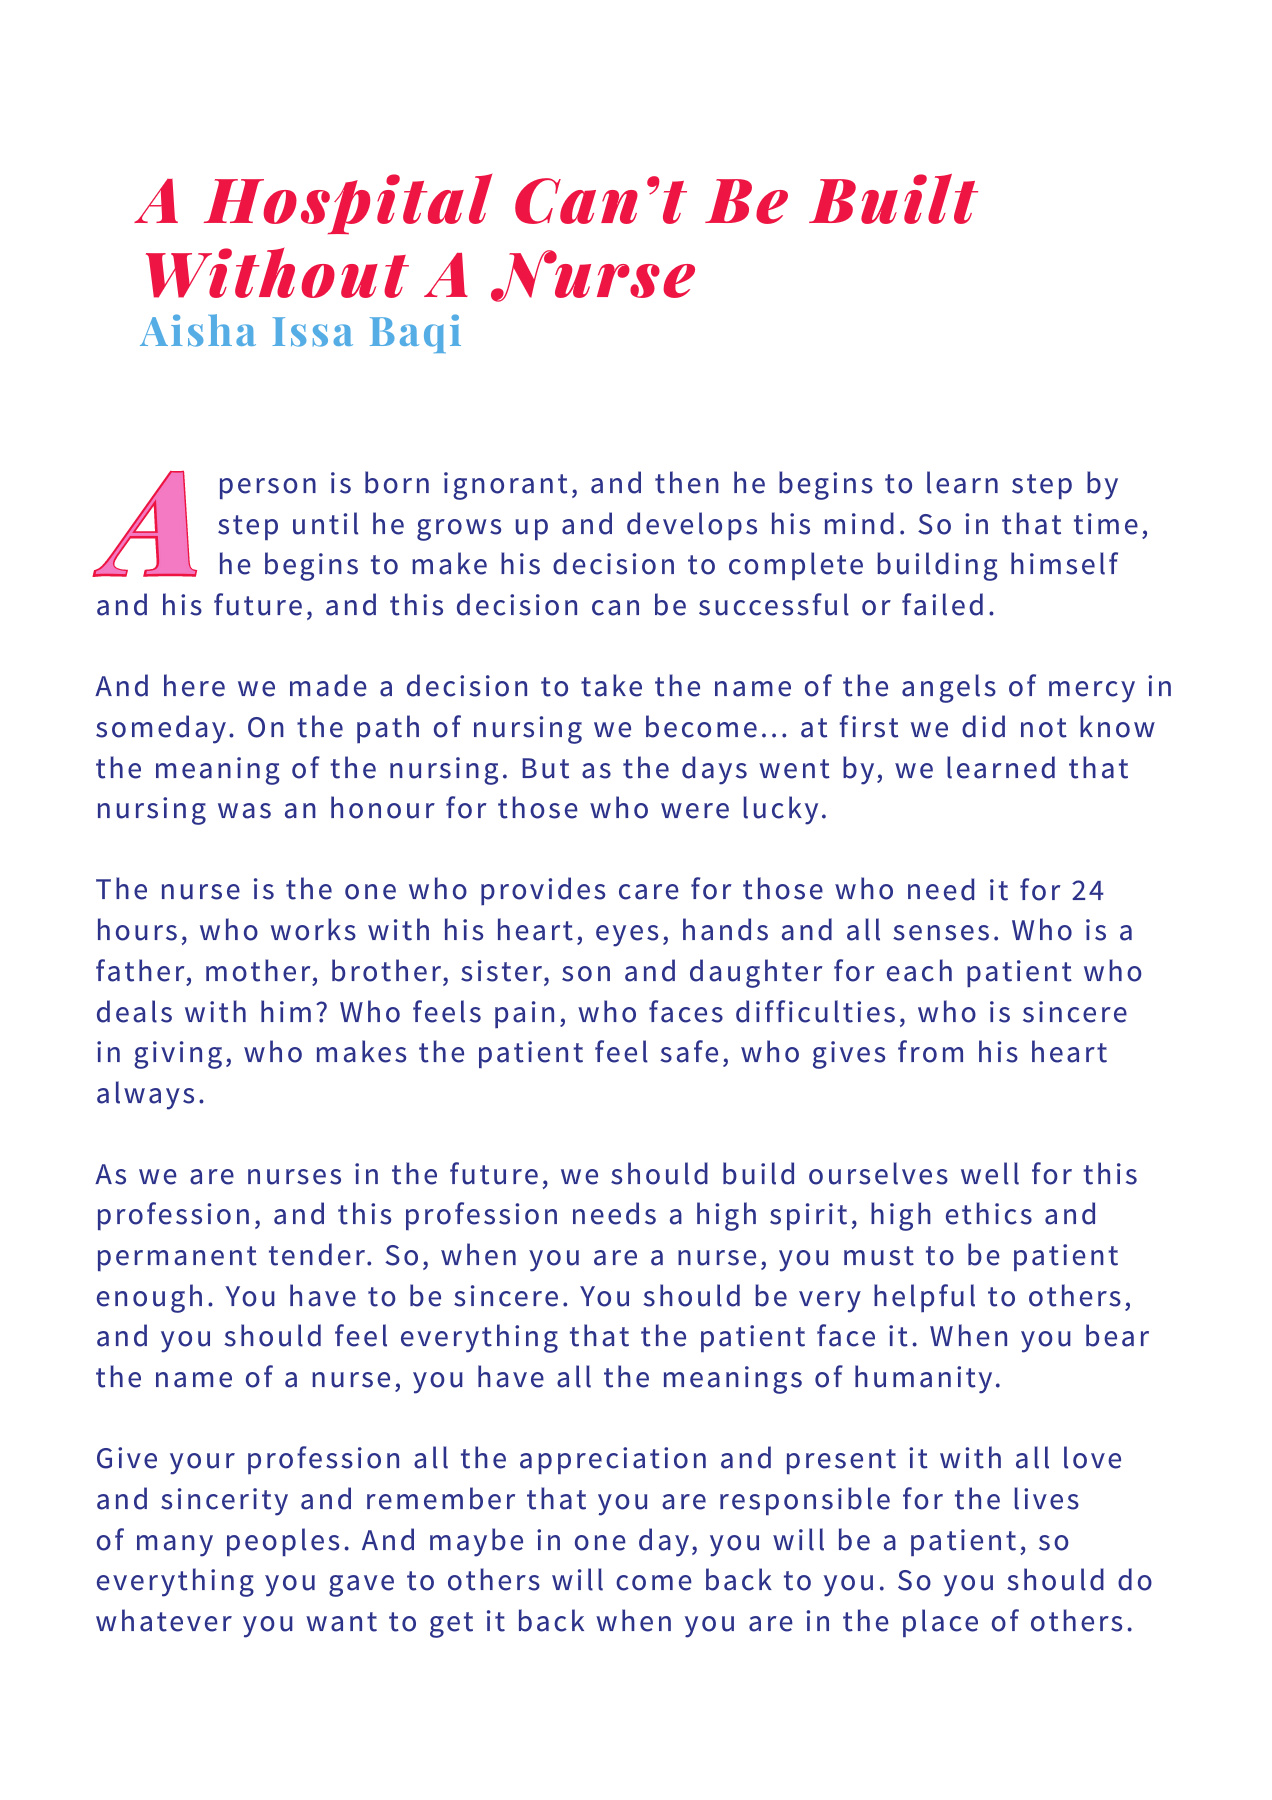 A Hospital Can’t Be Built
Without A Nurse
Aisha Issa Baqi
A person is born ignorant, and then he begins to learn step by
step until he grows up and develops his mind. So in that time,
he begins to make his decision to complete building himself
and his future, and this decision can be successful or failed.
And here we made a decision to take the name of the angels of mercy in
someday. On the path of nursing we become... at first we did not know
the meaning of the nursing. But as the days went by, we learned that
nursing was an honour for those who were lucky.
The nurse is the one who provides care for those who need it for 24
hours, who works with his heart, eyes, hands and all senses. Who is a
father, mother, brother, sister, son and daughter for each patient who
deals with him? Who feels pain, who faces difficulties, who is sincere
in giving, who makes the patient feel safe, who gives from his heart
always.
As we are nurses in the future, we should build ourselves well for this
profession, and this profession needs a high spirit, high ethics and
permanent tender. So, when you are a nurse, you must to be patient
enough. You have to be sincere. You should be very helpful to others,
and you should feel everything that the patient face it. When you bear
the name of a nurse, you have all the meanings of humanity.
Give your profession all the appreciation and present it with all love
and sincerity and remember that you are responsible for the lives
of many peoples. And maybe in one day, you will be a patient, so
everything you gave to others will come back to you. So you should do
whatever you want to get it back when you are in the place of others.